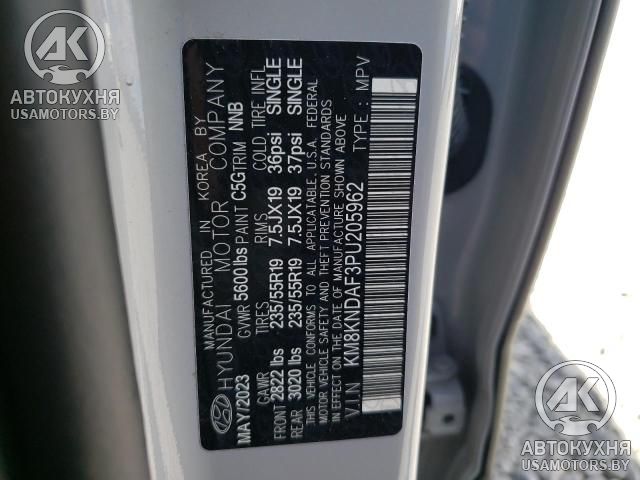 MANUFACTURED IN KOREA BY
HYUNDAI MOTOR COMPANY
MAY/2023 GVWR 5600 lbs PAINT C5G TRIM NNB
GAWR TIRES RIMS COLD TIRE INFL
FRONT 2822 lbs 235/55R19 7.5JX19 36psi SINGLE
REAR 3020 lbs 235/55R19 7.5JX19 37psi SINGLE
THIS VEHICLE CONFORMS TO ALL APPLICABLE U.S.A. FEDERAL
MOTOR VEHICLE SAFETY AND THEFT PREVENTION STANDARDS
IN EFFECT ON THE DATE OF MANUFACTURE SHOWN ABOVE
V.I.N KM8KNDAF3PU205962 TYPE : MPV
AK
АВТОКУХНЯ
USAMOTORS.BY
AK
АВТОКУХНЯ
USAMOTORS.BY